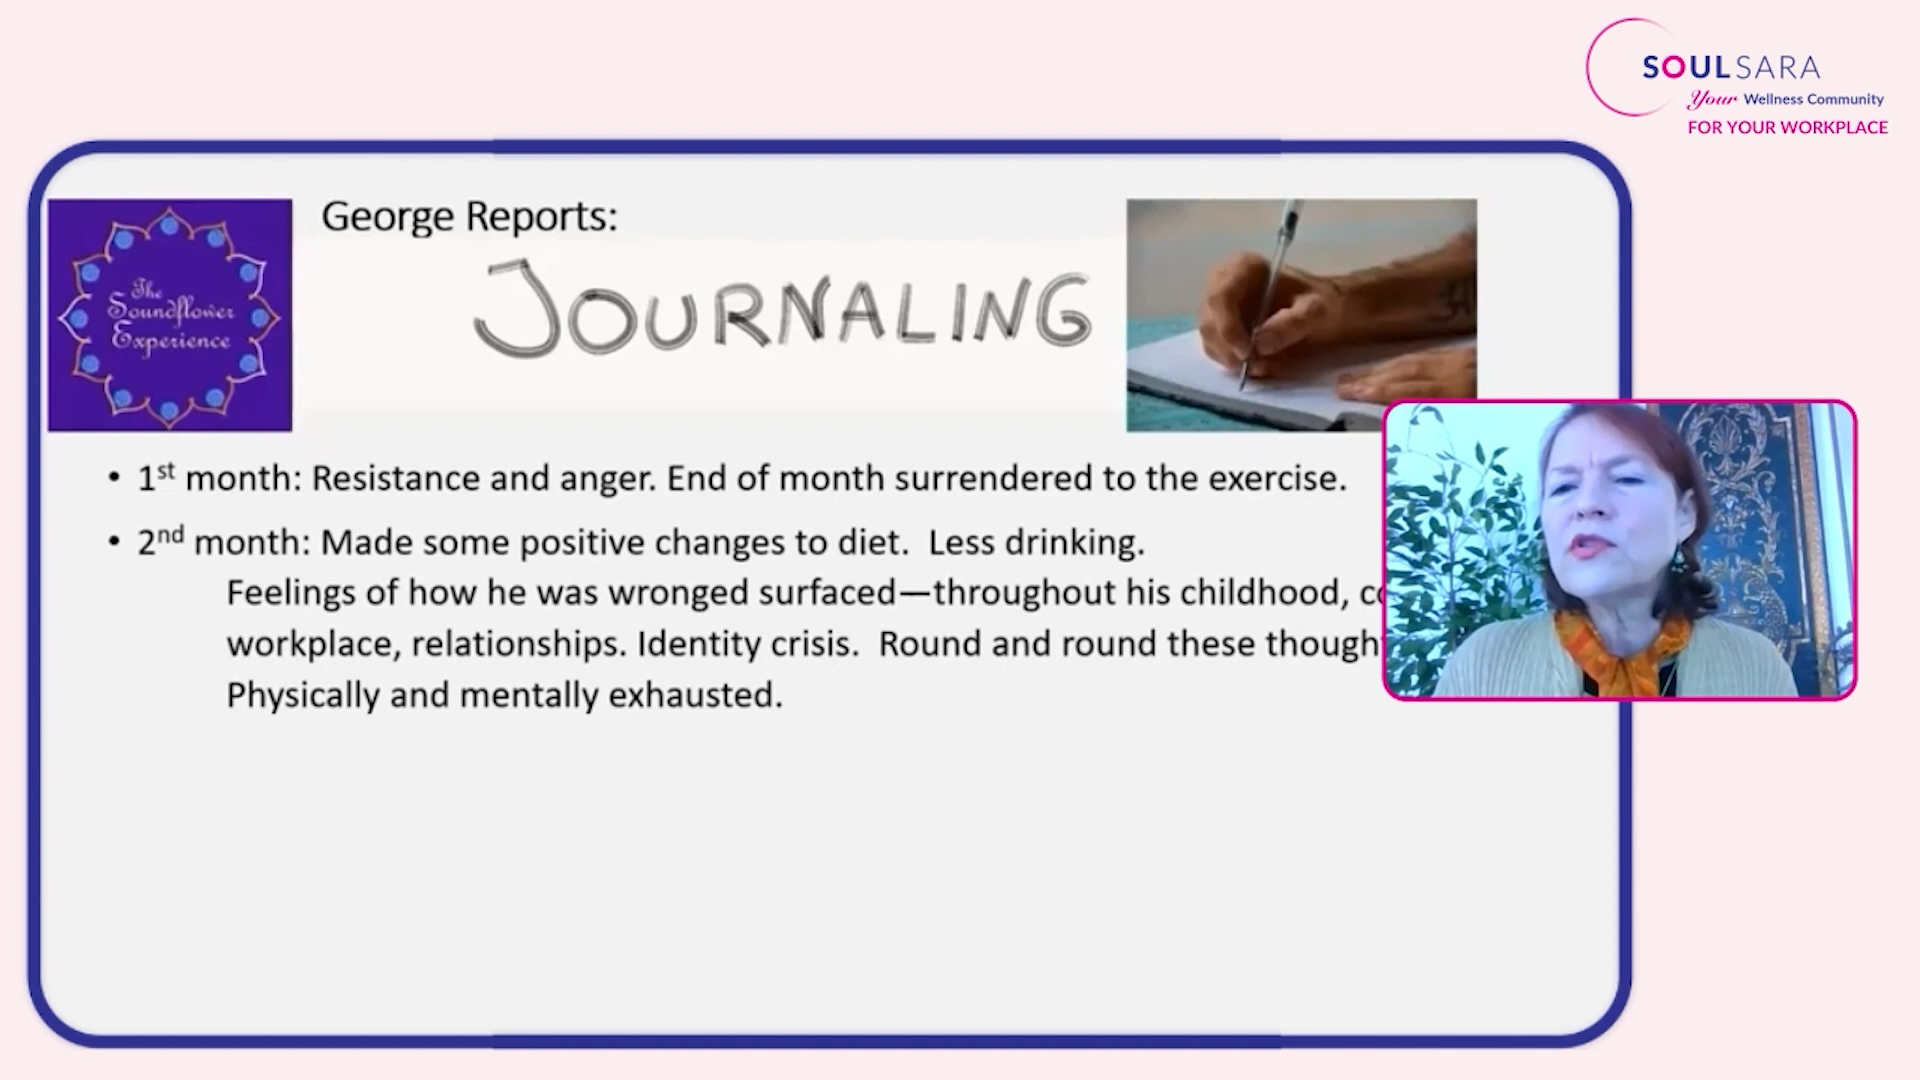 SOULSARA
Your Wellness Community
FOR YOUR WORKPLACE
George Reports:
The
Soundflower
Experience
JOURNALING
• 1st month: Resistance and anger. End of month surrendered to the exercise.
• 2nd month: Made some positive changes to diet.  Less drinking.
Feelings of how he was wronged surfaced—throughout his childhood,
workplace, relationships. Identity crisis.  Round and round these
Physically and mentally exhausted.